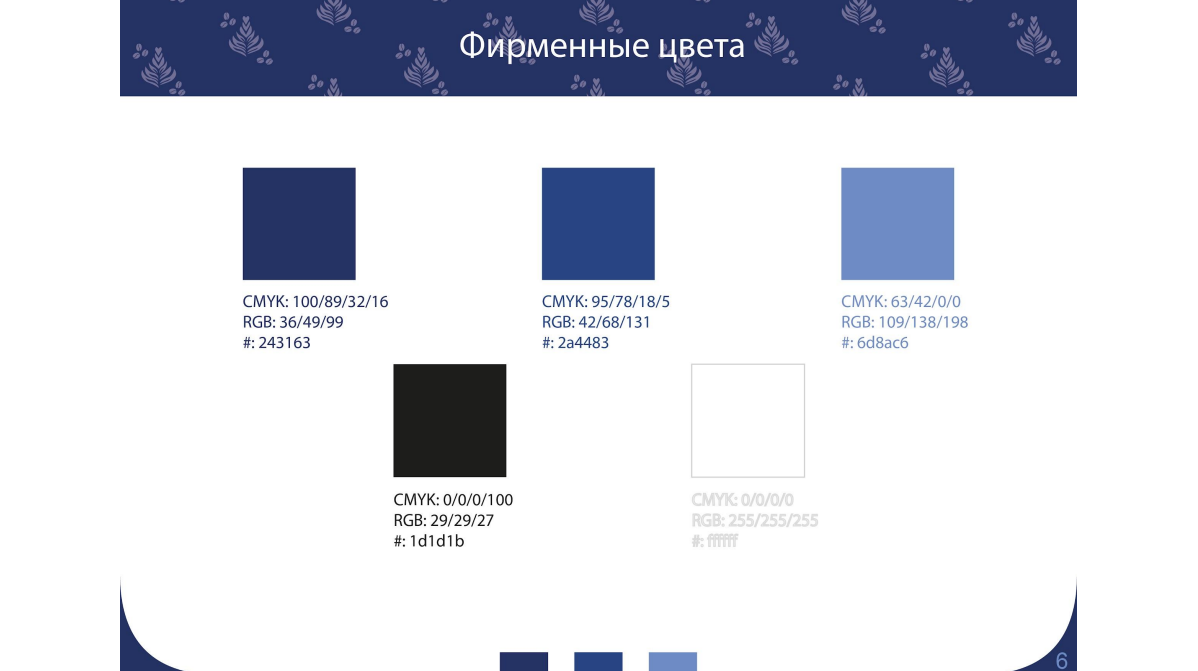 Фирменные цвета
CMYK: 100/89/32/16
RGB: 36/49/99
#: 243163
CMYK: 95/78/18/5
RGB: 42/68/131
#: 2a4483
CMYK: 63/42/0/0
RGB: 109/138/198
#: 6d8ac6
CMYK: 0/0/0/100
RGB: 29/29/27
#: 1d1d1b
CMYK: 0/0/0/0
RGB: 255/255/255
#: ffffff
6